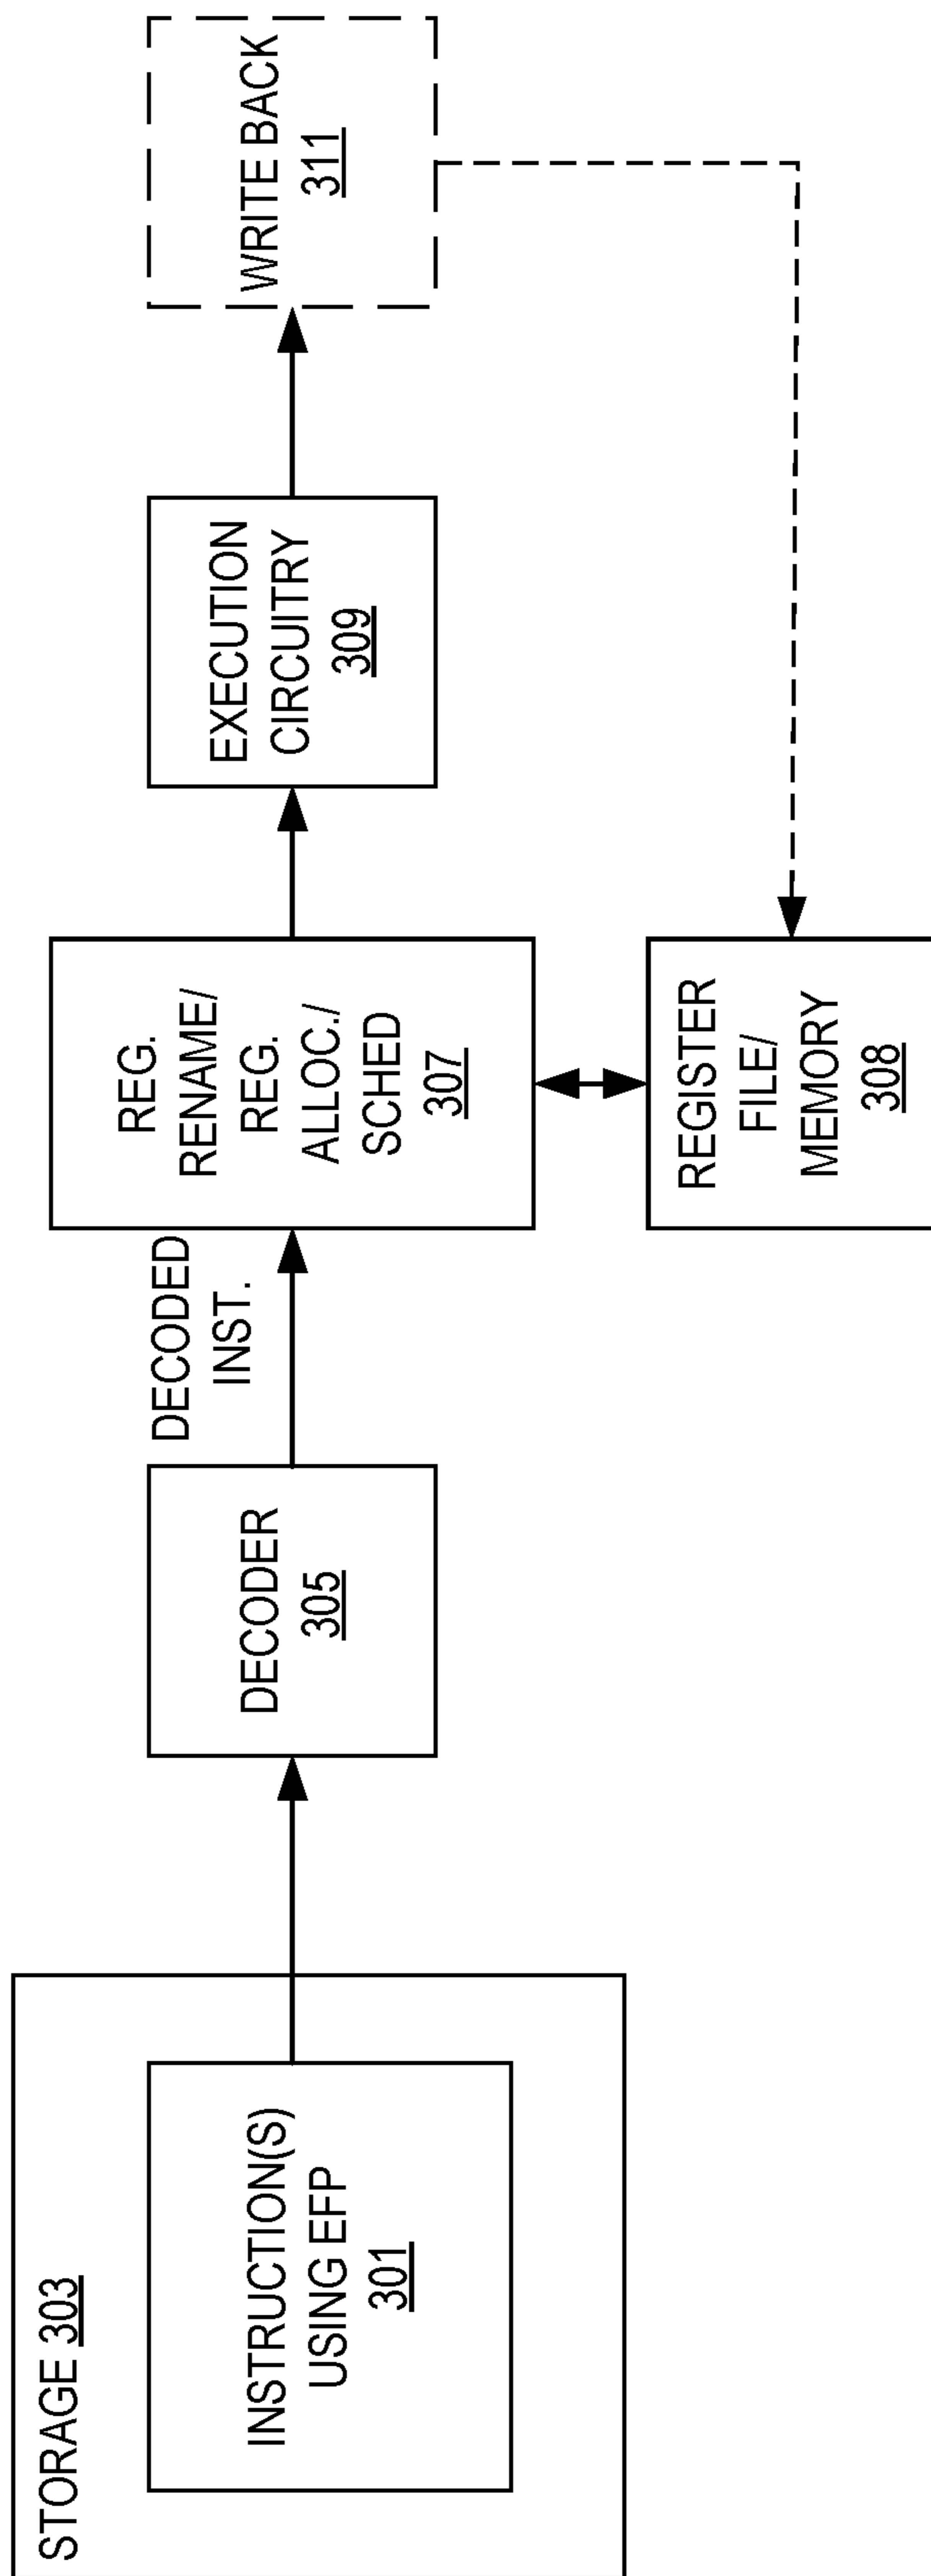 STORAGE 303
INSTRUCTION(S)
USING EFP
301
DECODER
305
DECODED
INST.
REG.
RENAME/
REG.
ALLOC./
SCHED
307
REGISTER
FILE/
MEMORY
308
EXECUTION
CIRCUITRY
309
WRITE BACK
311